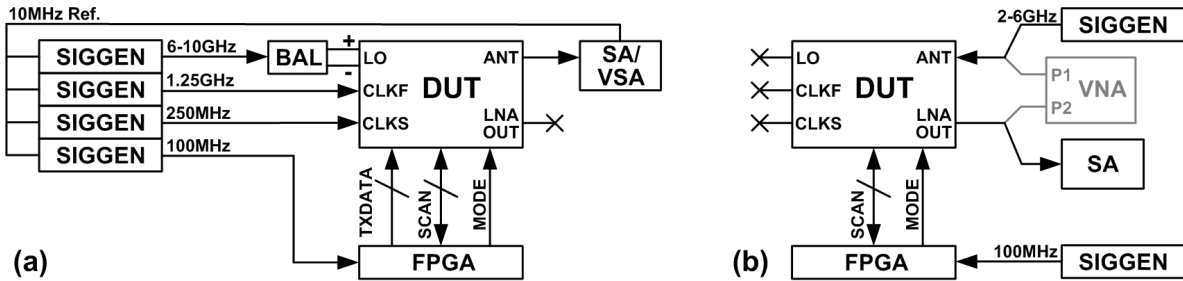 10MHz Ref.
SIGGEN
6-10GHz
BAL
+
-
LO
ANT
SA/
VSA
SIGGEN
1.25GHz
CLKF
DUT
SIGGEN
250MHz
CLKS
LNA
OUT
SIGGEN
100MHz
TXDATA
SCAN
MODE
FPGA
(a)
2-6GHz
SIGGEN
LO
ANT
CLKF
DUT
P1
VNA
P2
CLKS
LNA
OUT
SA
SCAN
MODE
FPGA
100MHz
SIGGEN
(b)